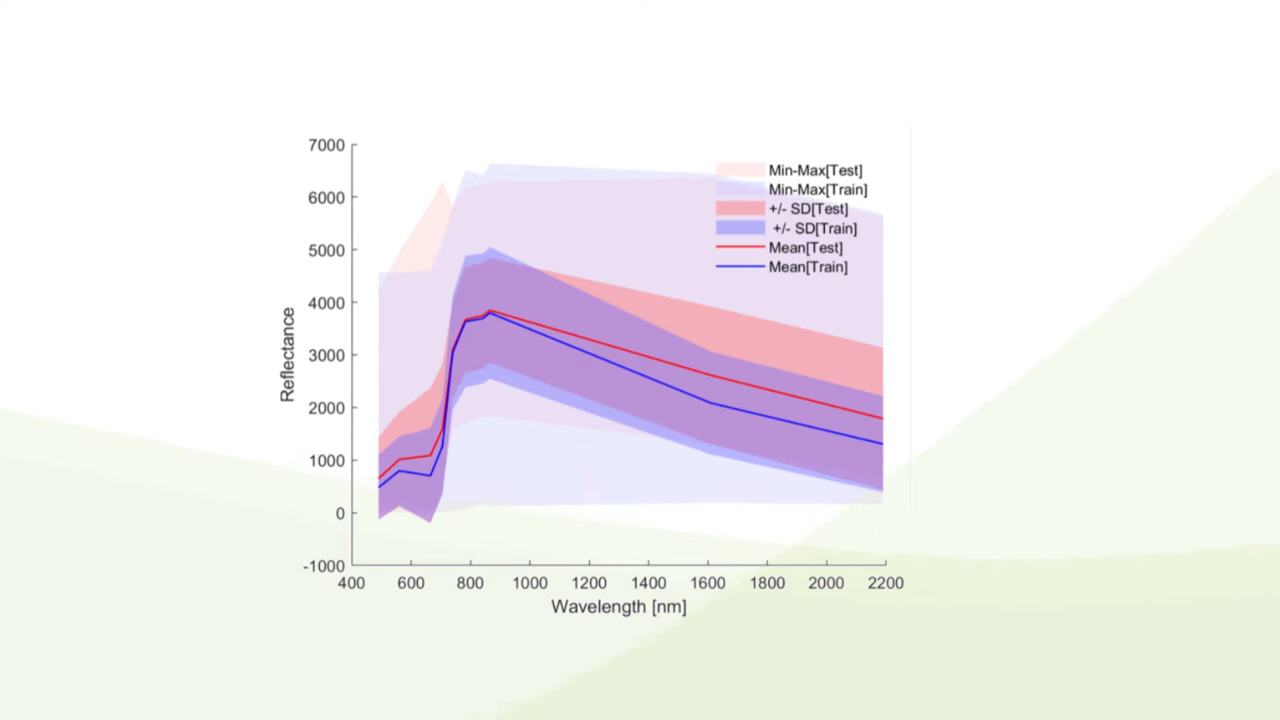 7000
6000
5000
4000
3000
2000
1000
0
-1000
Reflectance
Min-Max[Test]
Min-Max[Train]
+/- SD[Test]
+/- SD[Train]
Mean[Test]
Mean[Train]
400 600 800 1000 1200 1400 1600 1800 2000 2200
Wavelength [nm]